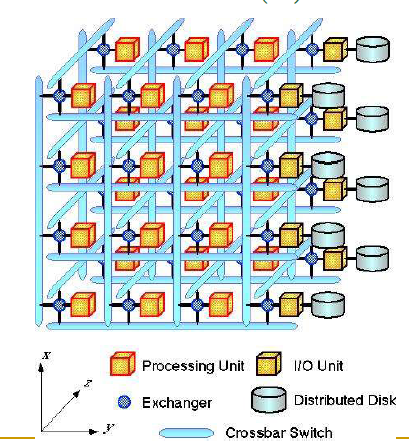 x
z
y
Processing Unit
I/O Unit
Exchanger
Distributed Disk
Crossbar Switch